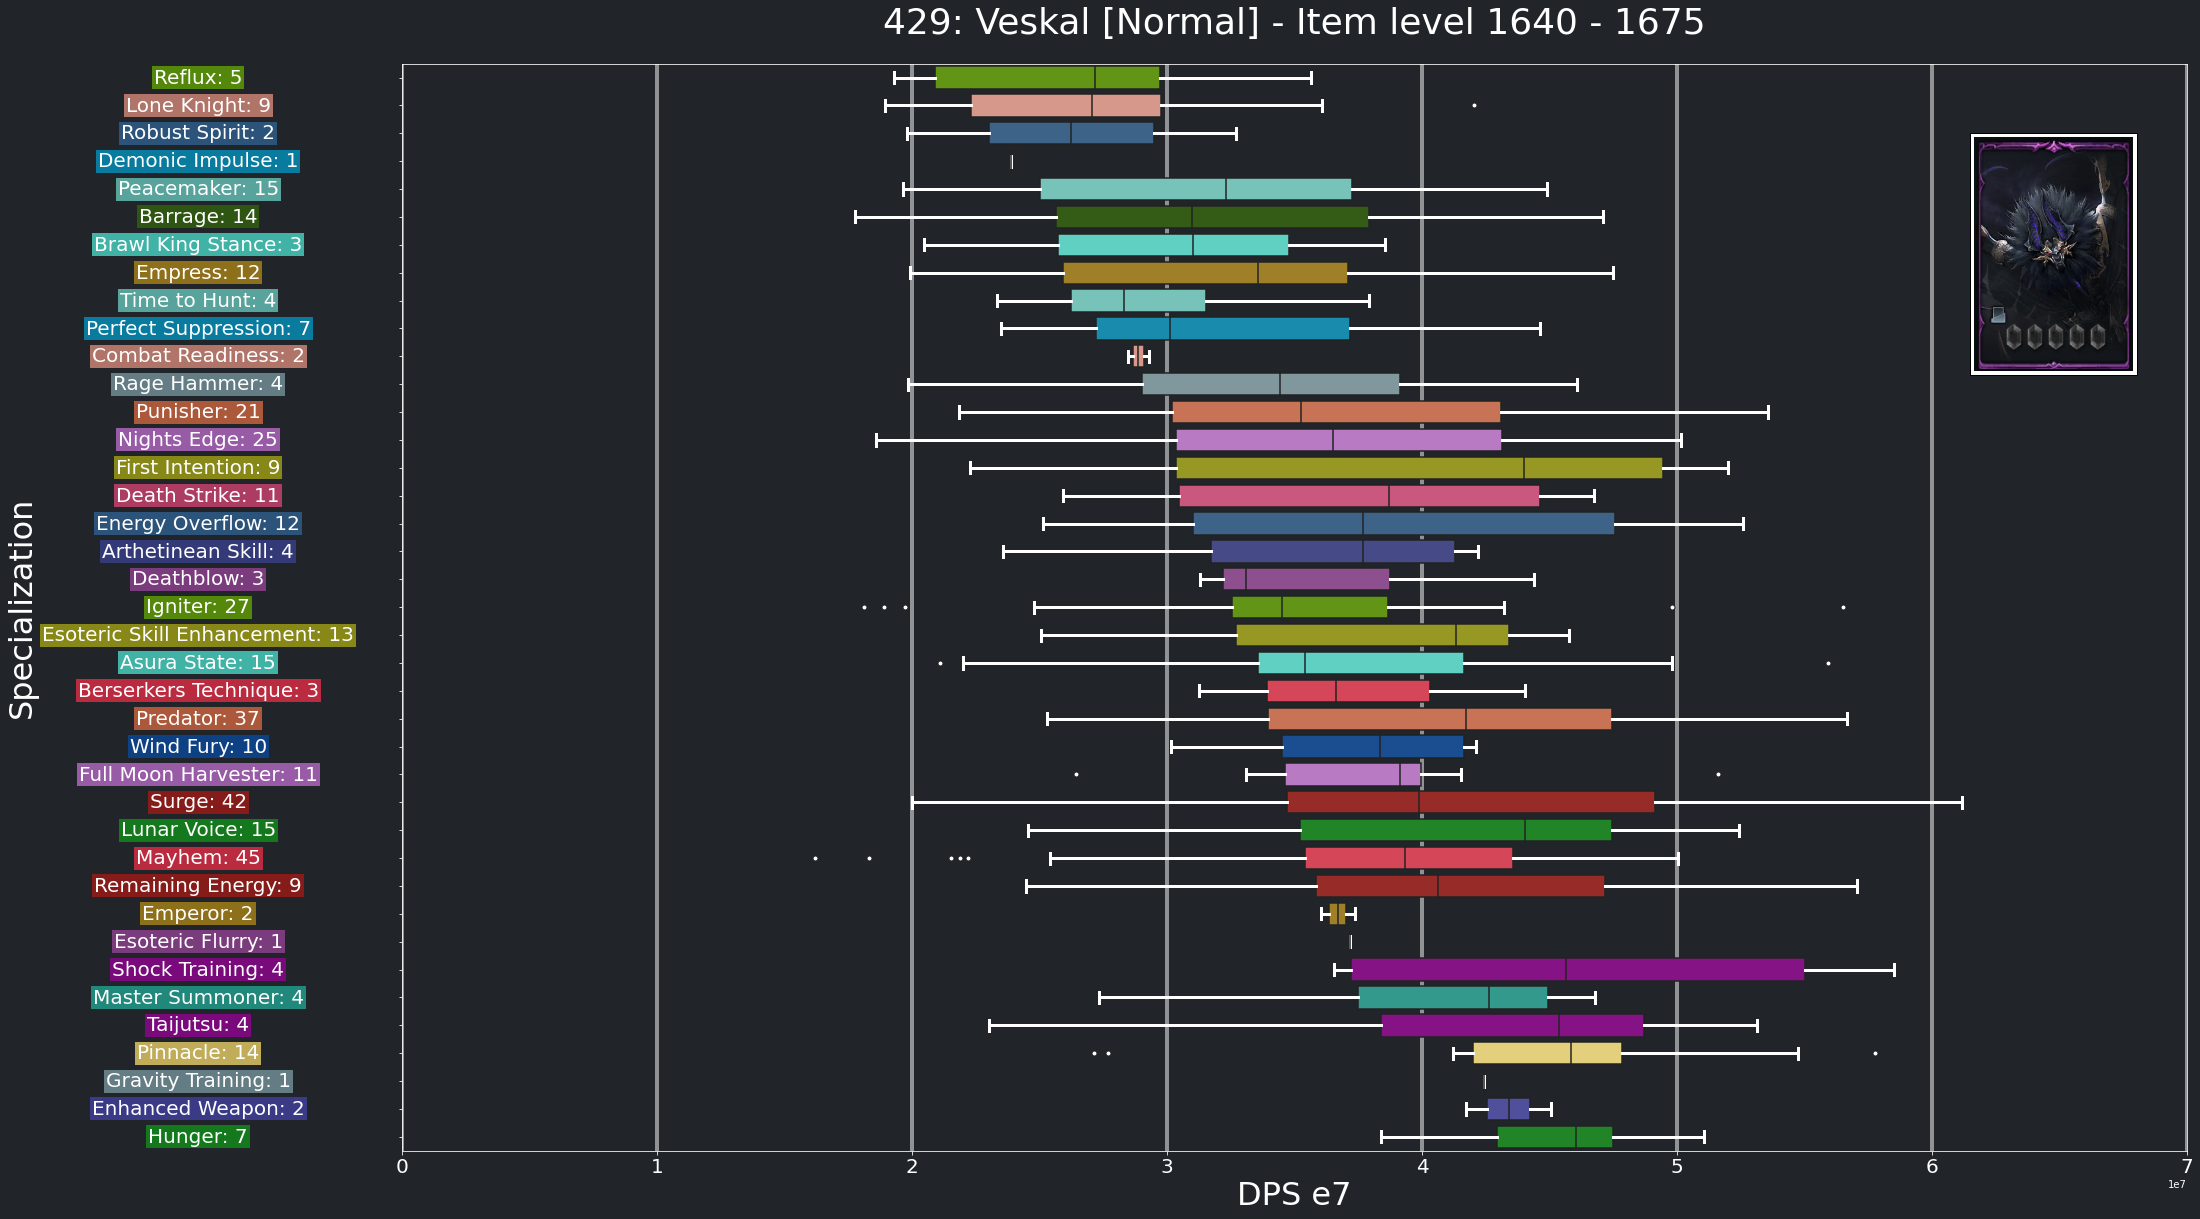 429: Veskal [Normal] - Item level 1640 - 1675
Specialization
Reflux: 5
Lone Knight: 9
Robust Spirit: 2
Demonic Impulse: 1
Peacemaker: 15
Barrage: 14
Brawl King Stance: 3
Empress: 12
Time to Hunt: 4
Perfect Suppression: 7
Combat Readiness: 2
Rage Hammer: 4
Punisher: 21
Nights Edge: 25
First Intention: 9
Death Strike: 11
Energy Overflow: 12
Arthetinean Skill: 4
Deathblow: 3
Igniter: 27
Esoteric Skill Enhancement: 13
Asura State: 15
Berserkers Technique: 3
Predator: 37
Wind Fury: 10
Full Moon Harvester: 11
Surge: 42
Lunar Voice: 15
Mayhem: 45
Remaining Energy: 9
Emperor: 2
Esoteric Flurry: 1
Shock Training: 4
Master Summoner: 4
Taijutsu: 4
Pinnacle: 14
Gravity Training: 1
Enhanced Weapon: 2
Hunger: 7
0 1 2 3 4 5 6 7
1e7
DPS e7